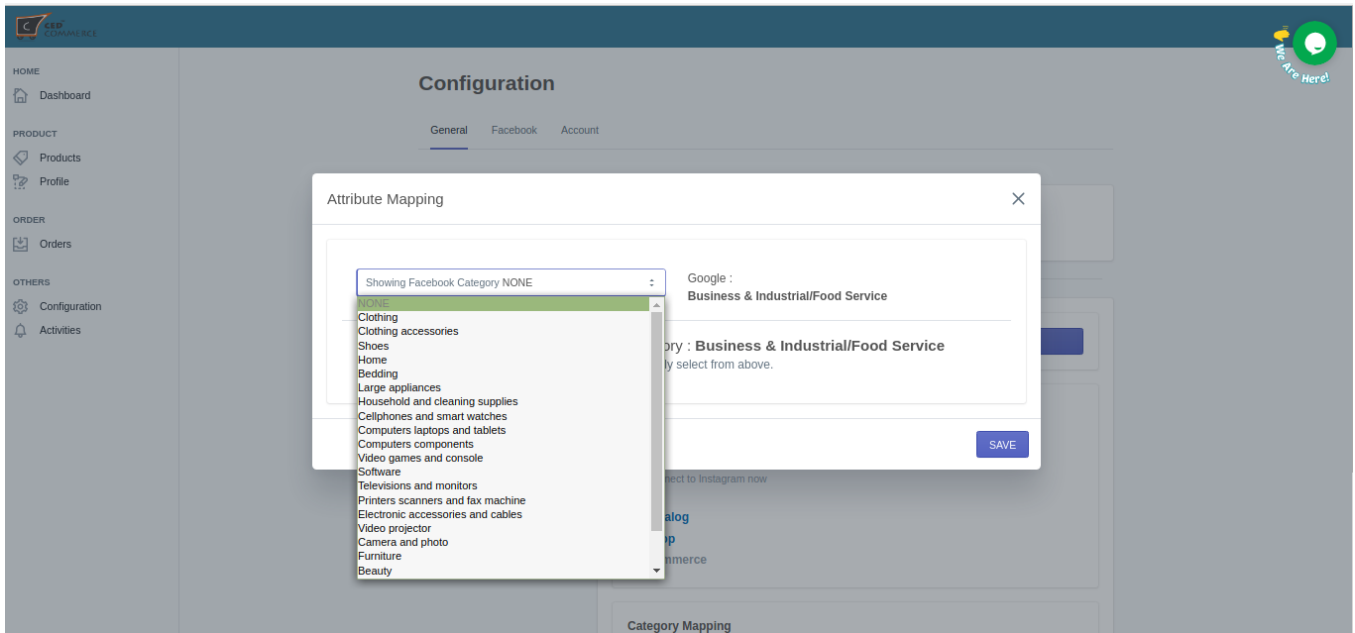 CED
COMMERCE
We Are Here!
HOME
Dashboard
PRODUCT
Products
Profile
ORDER
Orders
OTHERS
Configuration
Activities
Configuration
General Facebook Account
Attribute Mapping
Showing Facebook Category NONE
Google :
Business & Industrial/Food Service
NONE
Clothing
Clothing accessories
Shoes
Home
Bedding
Large appliances
Household and cleaning supplies
Cellphones and smart watches
Computers laptops and tablets
Computers components
Video games and console
Software
Televisions and monitors
Printers scanners and fax machine
Electronic accessories and cables
Video projector
Camera and photo
Furniture
Beauty
ory : Business & Industrial/Food Service
ly select from above.
SAVE
nect to Instagram now
alog
op
mmerce
Category Mapping